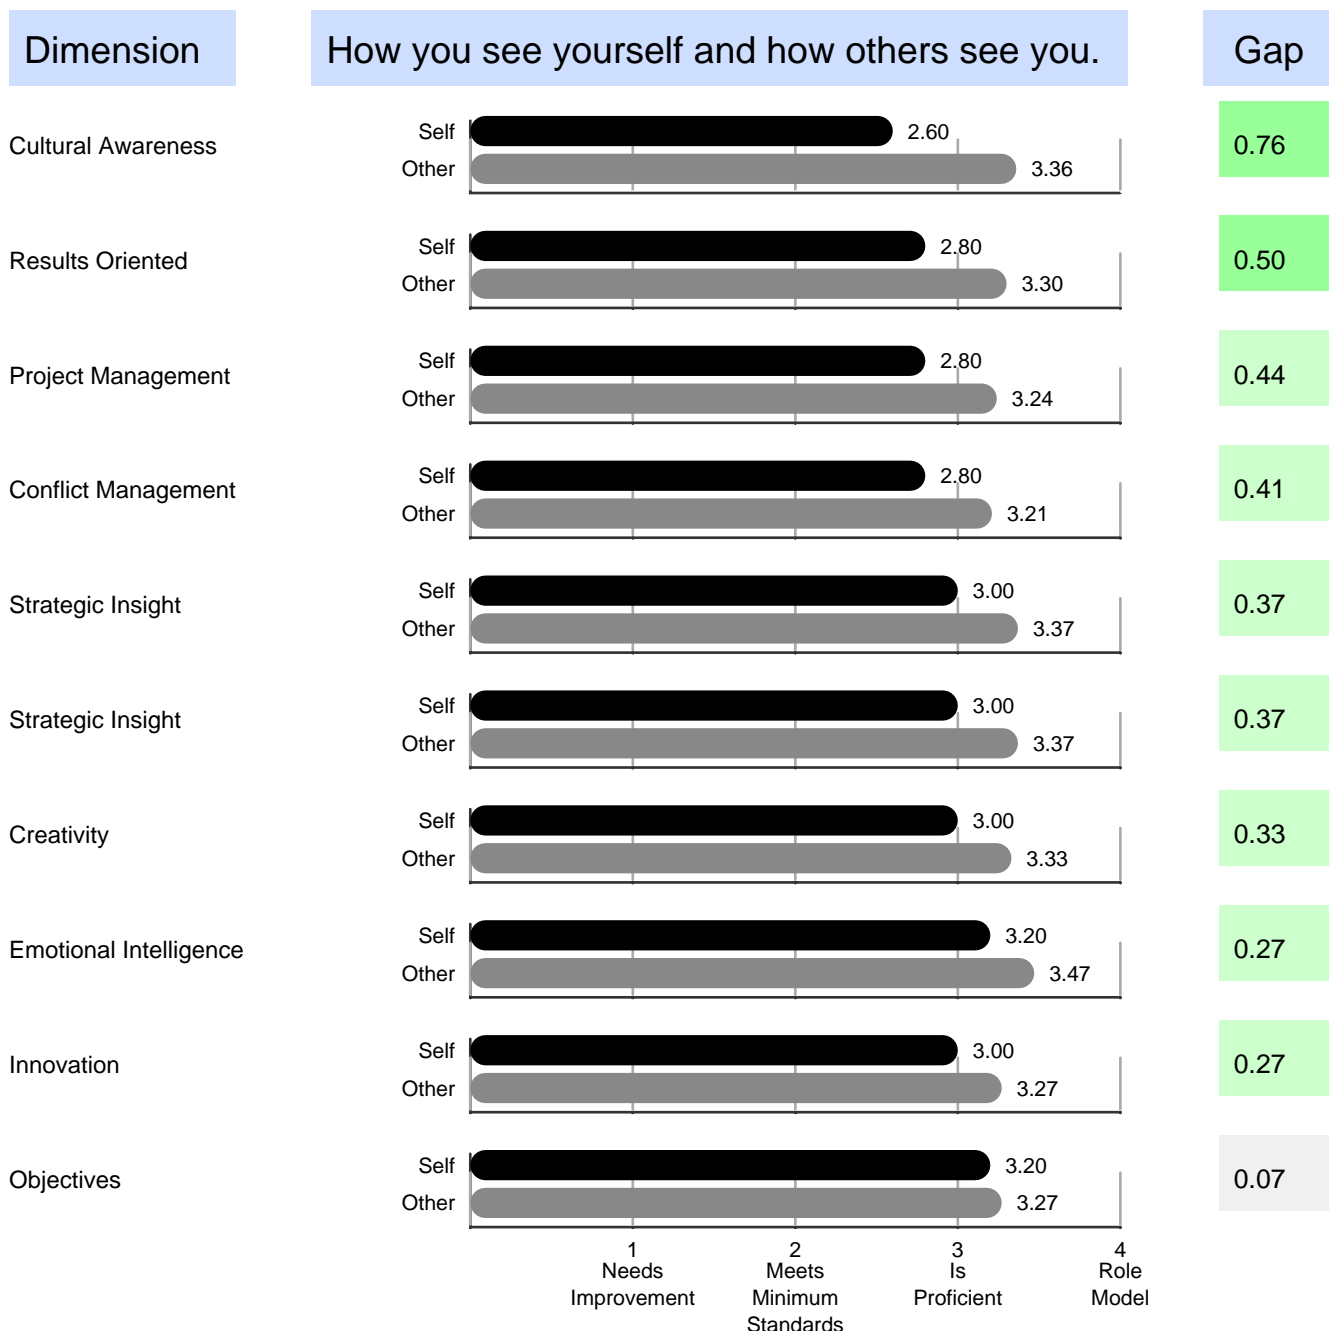 Dimension How you see yourself and how others see you. Gap
Cultural Awareness
Self 2.60
Other 3.36
0.76
Results Oriented
Self 2.80
Other 3.30
0.50
Project Management
Self 2.80
Other 3.24
0.44
Conflict Management
Self 2.80
Other 3.21
0.41
Strategic Insight
Self 3.00
Other 3.37
0.37
Strategic Insight
Self 3.00
Other 3.37
0.37
Creativity
Self 3.00
Other 3.33
0.33
Emotional Intelligence
Self 3.20
Other 3.47
0.27
Innovation
Self 3.00
Other 3.27
0.27
Objectives
Self 3.20
Other 3.27
0.07
1 2 3 4
Needs Meets Is Role
Improvement Minimum Proficient Model
Standards